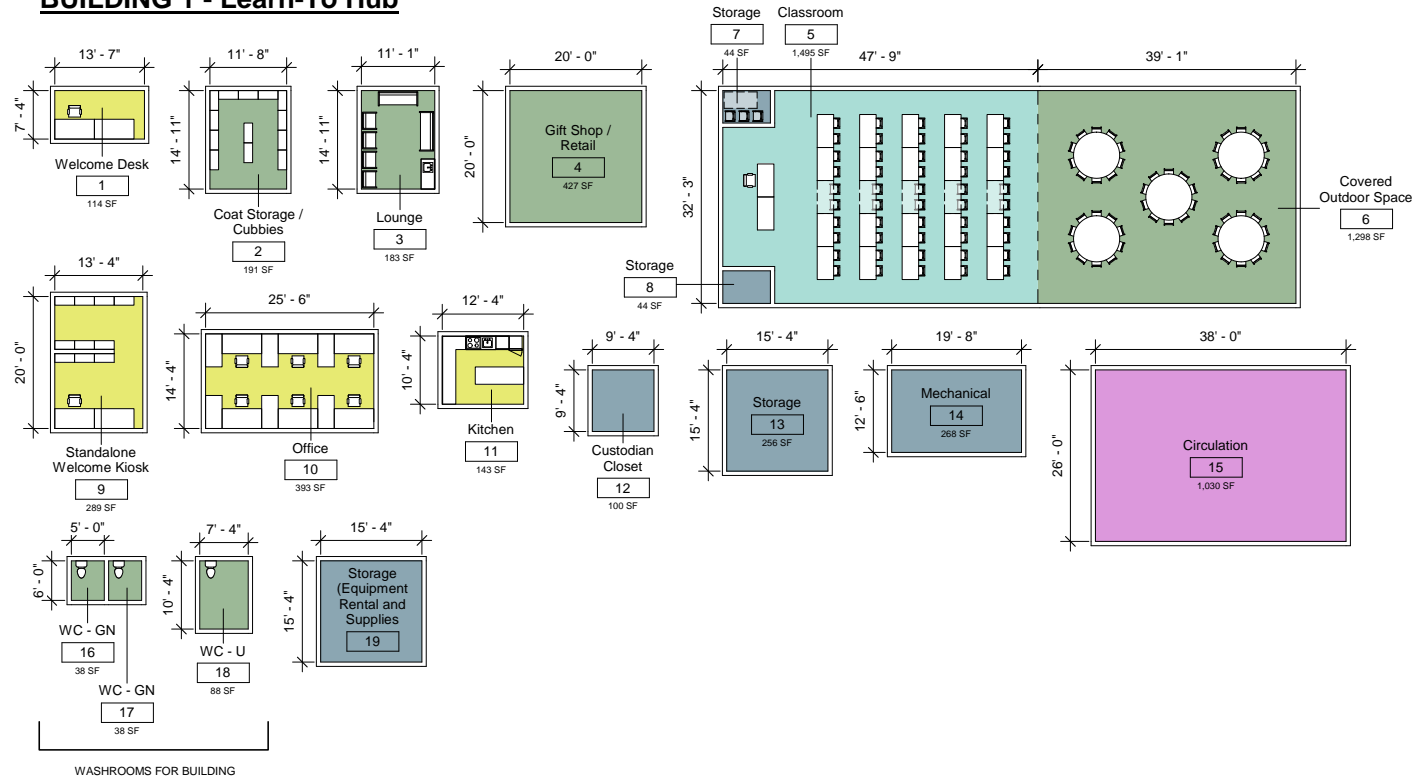 BUILDING 1 - Learn-To Hub
13' - 7"
7' - 4"
Welcome Desk
1
114 SF
11' - 8"
14' - 11"
Coat Storage /
Cubbies
2
191 SF
11' - 1"
14' - 11"
Lounge
3
183 SF
20' - 0"
20' - 0"
Gift Shop /
Retail
4
427 SF
Storage
7
44 SF
Classroom
5
1,495 SF
47' - 9"
39' - 1"
32' - 3"
Storage
8
44 SF
Covered
Outdoor Space
6
1,298 SF
13' - 4"
20' - 0"
Standalone
Welcome Kiosk
9
289 SF
25' - 6"
14' - 4"
Office
10
393 SF
12' - 4"
10' - 4"
Kitchen
11
143 SF
9' - 4"
9' - 4"
Custodian
Closet
12
100 SF
15' - 4"
15' - 4"
Storage
13
256 SF
19' - 8"
12' - 6"
Mechanical
14
268 SF
38' - 0"
26' - 0"
Circulation
15
1,030 SF
5' - 0"
6' - 0"
WC - GN
16
38 SF
WC - GN
17
38 SF
7' - 4"
10' - 4"
WC - U
18
88 SF
15' - 4"
15' - 4"
Storage
(Equipment
Rental and
Supplies
19
WASHROOMS FOR BUILDING